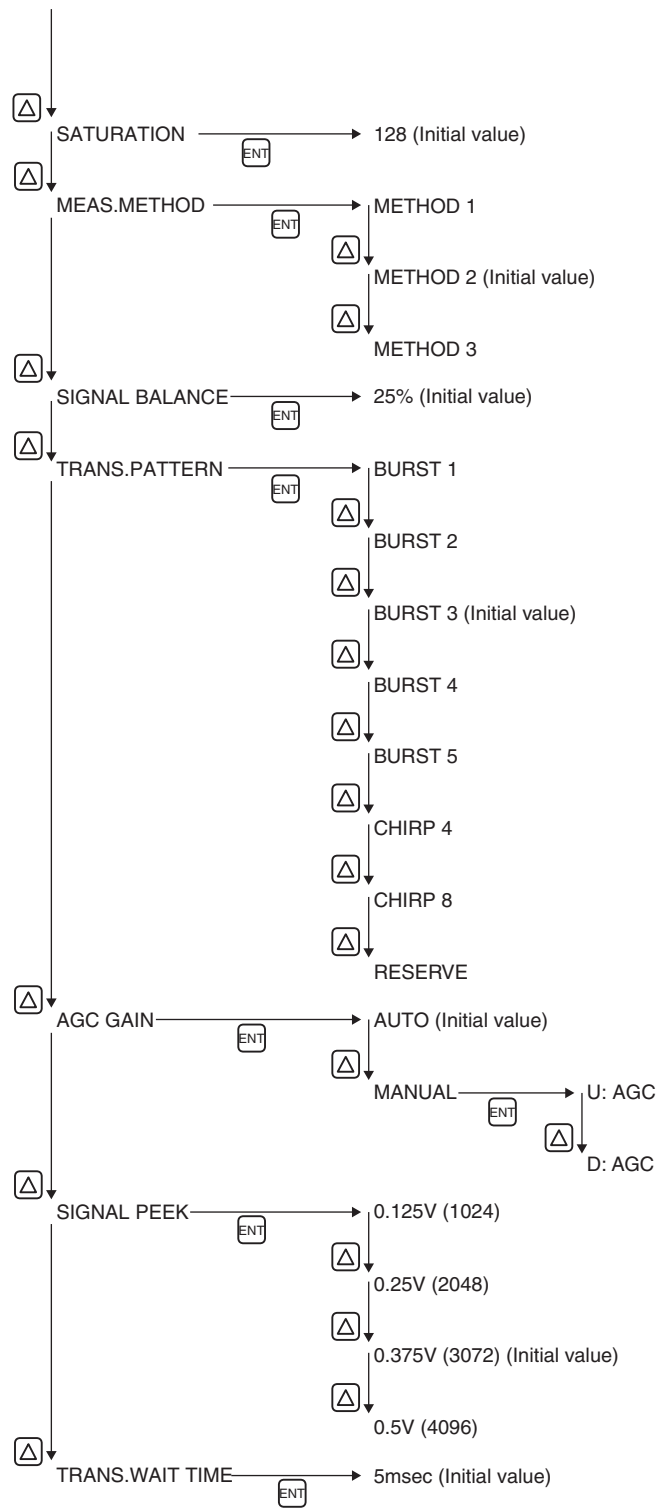 SATURATION ENT 128 (Initial value)
MEAS.METHOD ENT METHOD 1
METHOD 2 (Initial value)
METHOD 3
SIGNAL BALANCE ENT 25% (Initial value)
TRANS.PATTERN ENT BURST 1
BURST 2
BURST 3 (Initial value)
BURST 4
BURST 5
CHIRP 4
CHIRP 8
RESERVE
AGC GAIN ENT AUTO (Initial value)
MANUAL ENT U: AGC
D: AGC
SIGNAL PEEK ENT 0.125V (1024)
0.25V (2048)
0.375V (3072) (Initial value)
0.5V (4096)
TRANS.WAIT TIME ENT 5msec (Initial value)